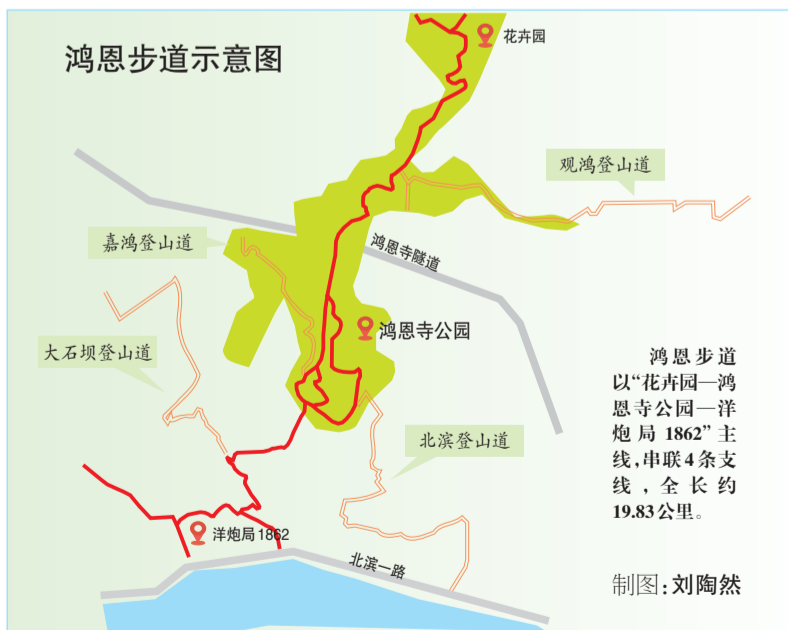 鸿恩步道示意图
花卉园
观鸿登山道
嘉鸿登山道
鸿恩寺隧道
鸿恩寺公园
大石坝登山道
北滨登山道
洋炮局1862
北滨一路
鸿恩步道
以“花卉园—鸿
恩寺公园—洋
炮局1862”主
线,串联4条支
线,全长约
19.83公里。
制图:刘陶然